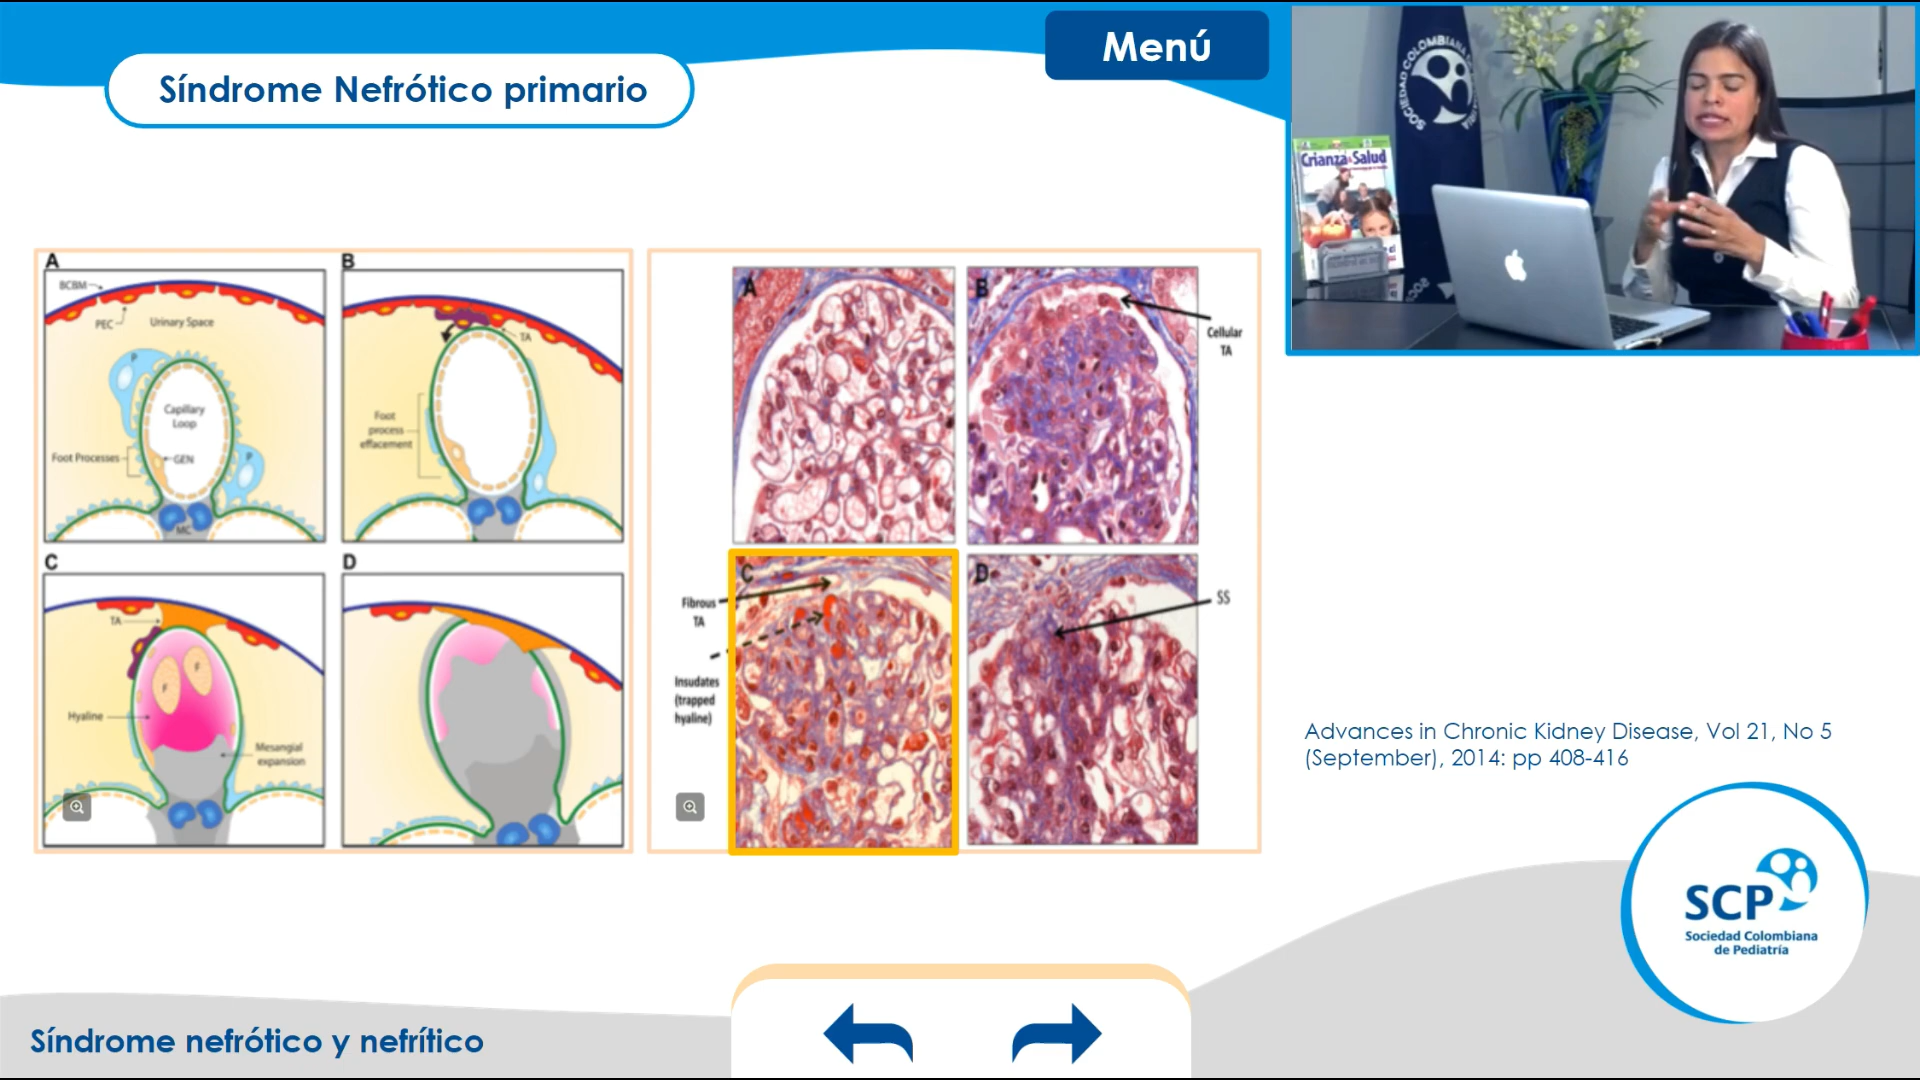 Menú
Síndrome Nefrótico primario
SOCIEDAD COLOMBIANA
Crianza & Salud
A
BCBM
PEC
Urinary Space
P
Capillary
Loop
Foot Processes
GEN
P
MC
B
TA
Foot
process
effacement
C
TA
F
F
Hyaline
Mesangial
expansion
D
A
B
Cellular
TA
C
Fibrous
TA
Insudates
(trapped
hyaline)
D
SS
Advances in Chronic Kidney Disease, Vol 21, No 5
(September), 2014: pp 408-416
SCP
Sociedad Colombiana
de Pediatría
Síndrome nefrótico y nefrítico